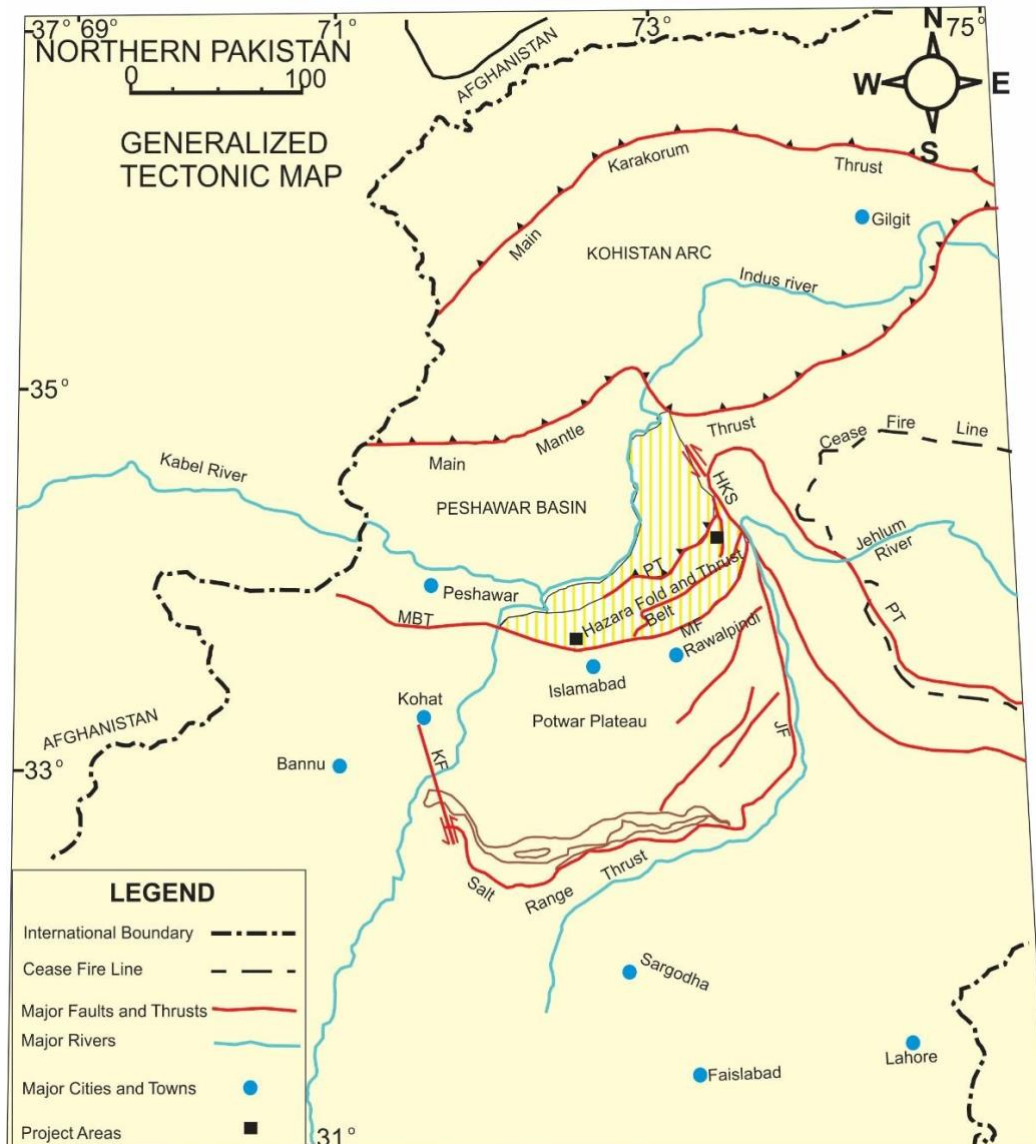 37° 69° 71° 73° 75°
NORTHERN PAKISTAN
0 100
GENERALIZED
TECTONIC MAP
AFGHANISTAN
N
W E
S
Main Karakorum Thrust
Gilgit
KOHISTAN ARC
Indus river
35°
Main Mantle Thrust
Cease Fire Line
Kabel River
HKS
PESHAWAR BASIN
Jehlum
River
PT
Peshawar
Hazara Fold and Thrust
Belt
MBT
MF
PT
Rawalpindi
Islamabad
Kohat
Potwar Plateau
JF
AFGHANISTAN
KF
Bannu
33°
Salt Range Thrust
Sargodha
Lahore
Faislabad
31°
LEGEND
International Boundary
Cease Fire Line
Major Faults and Thrusts
Major Rivers
Major Cities and Towns
Project Areas